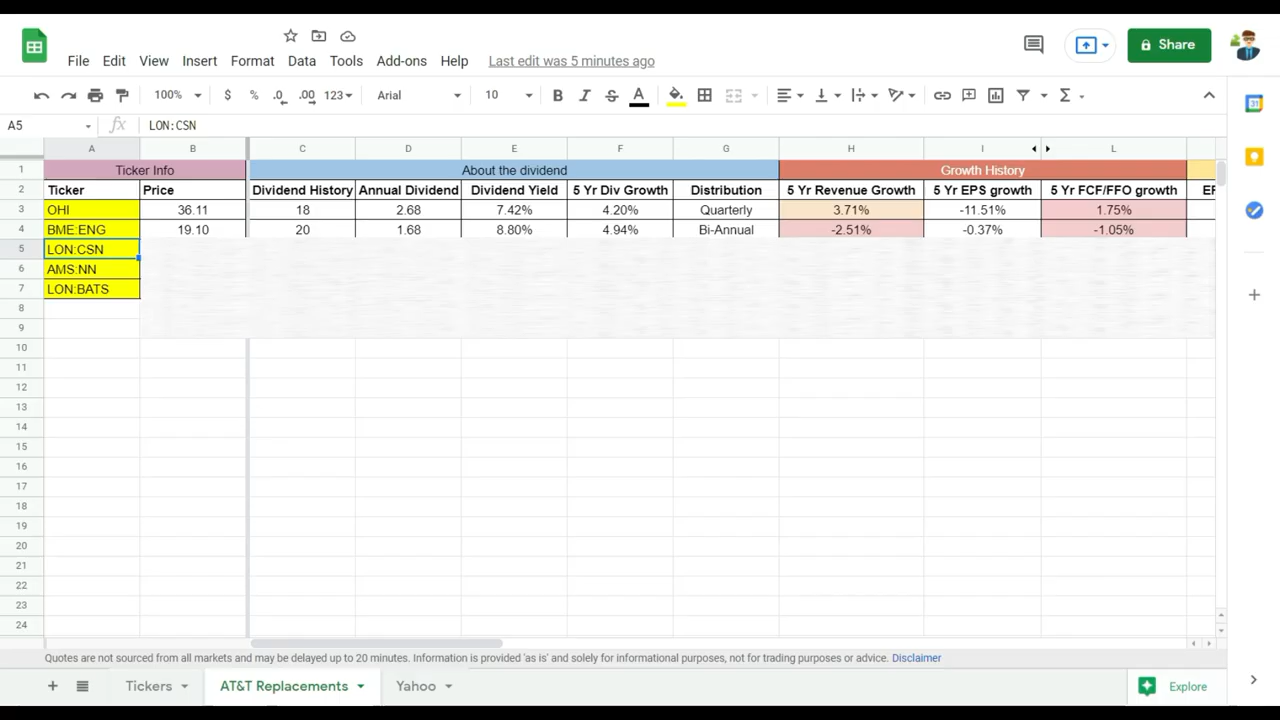 File Edit View Insert Format Data Tools Add-ons Help Last edit was 5 minutes ago
Share
100% $ % .0 .00 123 Arial 10 B I S A
A5 fx LON:CSN
A B C D E F G H I L
1 Ticker Info About the dividend Growth History
2 Ticker Price Dividend History Annual Dividend Dividend Yield 5 Yr Div Growth Distribution 5 Yr Revenue Growth 5 Yr EPS growth 5 Yr FCF/FFO growth
3 OHI 36.11 18 2.68 7.42% 4.20% Quarterly 3.71% -11.51% 1.75%
4 BME:ENG 19.10 20 1.68 8.80% 4.94% Bi-Annual -2.51% -0.37% -1.05%
5 LON:CSN
6 AMS:NN
7 LON:BATS
8
9
10
11
12
13
14
15
16
17
18
19
20
21
22
23
24
Quotes are not sourced from all markets and may be delayed up to 20 minutes. Information is provided 'as is' and solely for informational purposes, not for trading purposes or advice. Disclaimer
Tickers AT&T Replacements Yahoo Explore